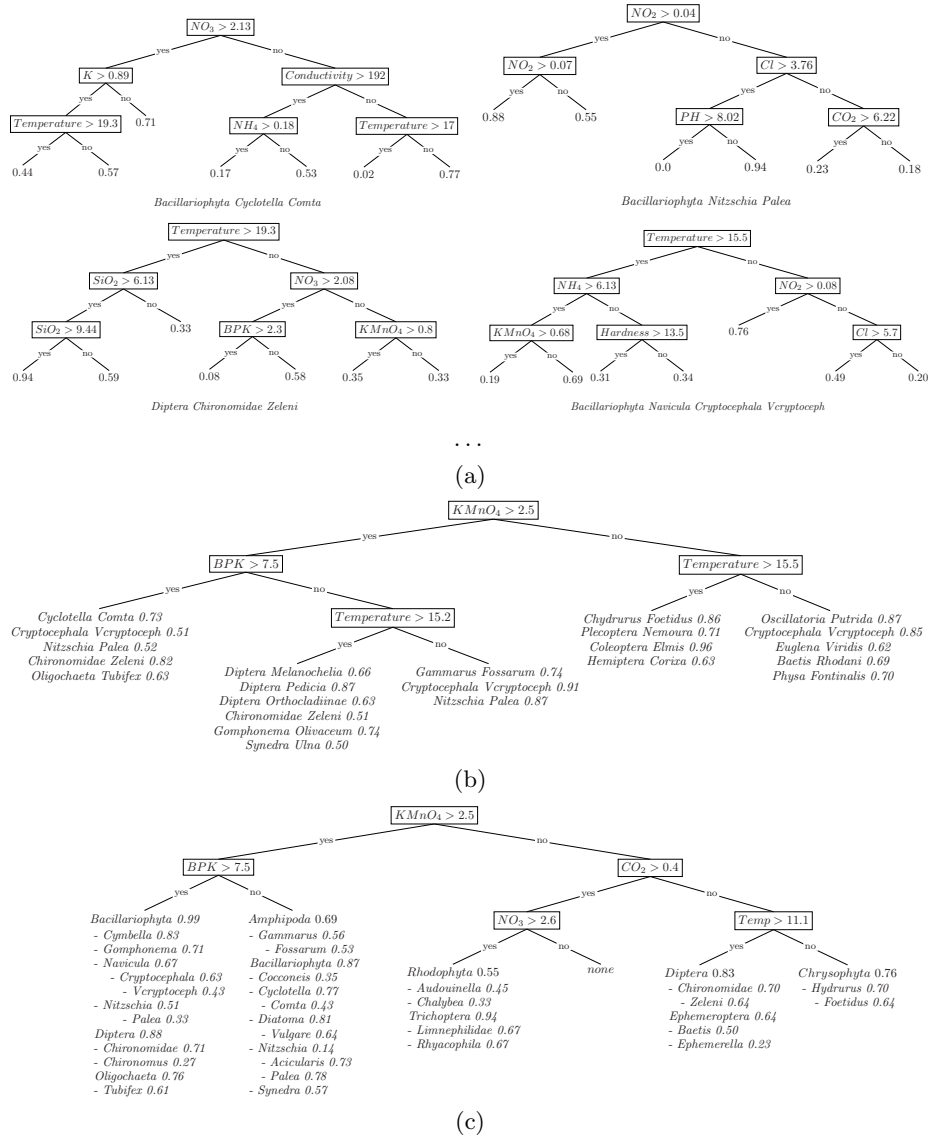 NO₃ > 2.13
yes no
K > 0.89 Conductivity > 192
yes no yes no
Temperature > 19.3 0.71 NH₄ > 0.18 Temperature > 17
yes no yes no yes no
0.44 0.57 0.17 0.53 0.02 0.77
Bacillariophyta Cyclotella Comta
NO₂ > 0.04
yes no
NO₂ > 0.07 Cl > 3.76
yes no yes no
0.88 0.55 PH > 8.02 CO₂ > 6.22
yes no yes no
0.0 0.94 0.23 0.18
Bacillariophyta Nitzschia Palea
Temperature > 19.3
yes no
SiO₂ > 6.13 NO₃ > 2.08
yes no yes no
SiO₂ > 9.44 0.33 BPK > 2.3 KMnO₄ > 0.8
yes no yes no yes no
0.94 0.59 0.08 0.58 0.35 0.33
Diptera Chironomidae Zeleni
Temperature > 15.5
yes no
NH₄ > 6.13 NO₂ > 0.08
yes no yes no
KMnO₄ > 0.68 Hardness > 13.5 0.76 Cl > 5.7
yes no yes no yes no
0.19 0.69 0.31 0.34 0.49 0.20
Bacillariophyta Navicula Cryptocephala Vcryptoceph
...
(a)
KMnO₄ > 2.5
yes no
BPK > 7.5 Temperature > 15.5
yes no yes no
Cyclotella Comta 0.73
Cryptocephala Vcryptoceph 0.51
Nitzschia Palea 0.52
Chironomidae Zeleni 0.82
Oligochaeta Tubifex 0.63
Temperature > 15.2
yes no
Diptera Melanochelia 0.66
Diptera Pedicia 0.87
Diptera Orthocladiinae 0.63
Chironomidae Zeleni 0.51
Gomphonema Olivaceum 0.74
Synedra Ulna 0.50
Gammarus Fossarum 0.74
Cryptocephala Vcryptoceph 0.91
Nitzschia Palea 0.87
Chydrurus Foetidus 0.86
Plecoptera Nemoura 0.71
Coleoptera Elmis 0.96
Hemiptera Corixa 0.63
Oscillatoria Putrida 0.87
Cryptocephala Vcryptoceph 0.85
Euglena Viridis 0.62
Baetis Rhodani 0.69
Physa Fontinalis 0.70
(b)
KMnO₄ > 2.5
yes no
BPK > 7.5 CO₂ > 0.4
yes no yes no
Bacillariophyta 0.99
- Cymbella 0.83
- Gomphonema 0.71
- Navicula 0.67
- Cryptocephala 0.63
- Vcryptoceph 0.43
- Nitzschia 0.51
- Palea 0.33
Diptera 0.88
- Chironomidae 0.71
- Chironomus 0.27
Oligochaeta 0.76
- Tubifex 0.61
Amphipoda 0.69
- Gammarus 0.56
- Fossarum 0.53
Bacillariophyta 0.87
- Cocconeis 0.35
- Cyclotella 0.77
- Comta 0.43
- Diatoma 0.81
- Vulgare 0.64
- Nitzschia 0.14
- Acicularis 0.73
- Palea 0.78
- Synedra 0.57
NO₃ > 2.6 Temp > 11.1
yes no yes no
Rhodophyta 0.55
- Audouinella 0.45
- Chalybea 0.33
Trichoptera 0.94
- Limnephilidae 0.67
- Rhyacophila 0.67
none
Diptera 0.83
- Chironomidae 0.70
- Zeleni 0.64
Ephemeroptera 0.64
- Baetis 0.50
- Ephemerella 0.23
Chrysophyta 0.76
- Hydrurus 0.70
- Foetidus 0.64
(c)